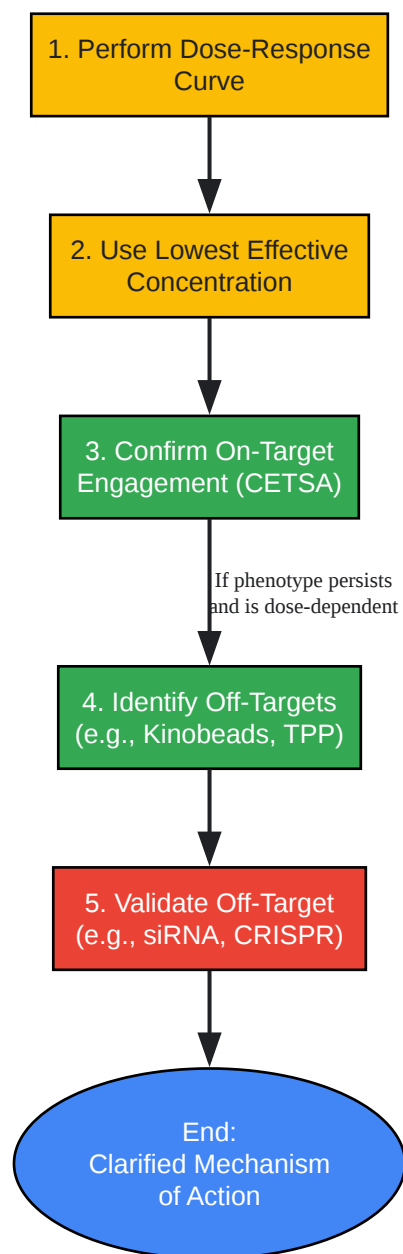 1. Perform Dose-Response
Curve
2. Use Lowest Effective
Concentration
3. Confirm On-Target
Engagement (CETSA)
If phenotype persists
and is dose-dependent
4. Identify Off-Targets
(e.g., Kinobeads, TPP)
5. Validate Off-Target
(e.g., siRNA, CRISPR)
End:
Clarified Mechanism
of Action